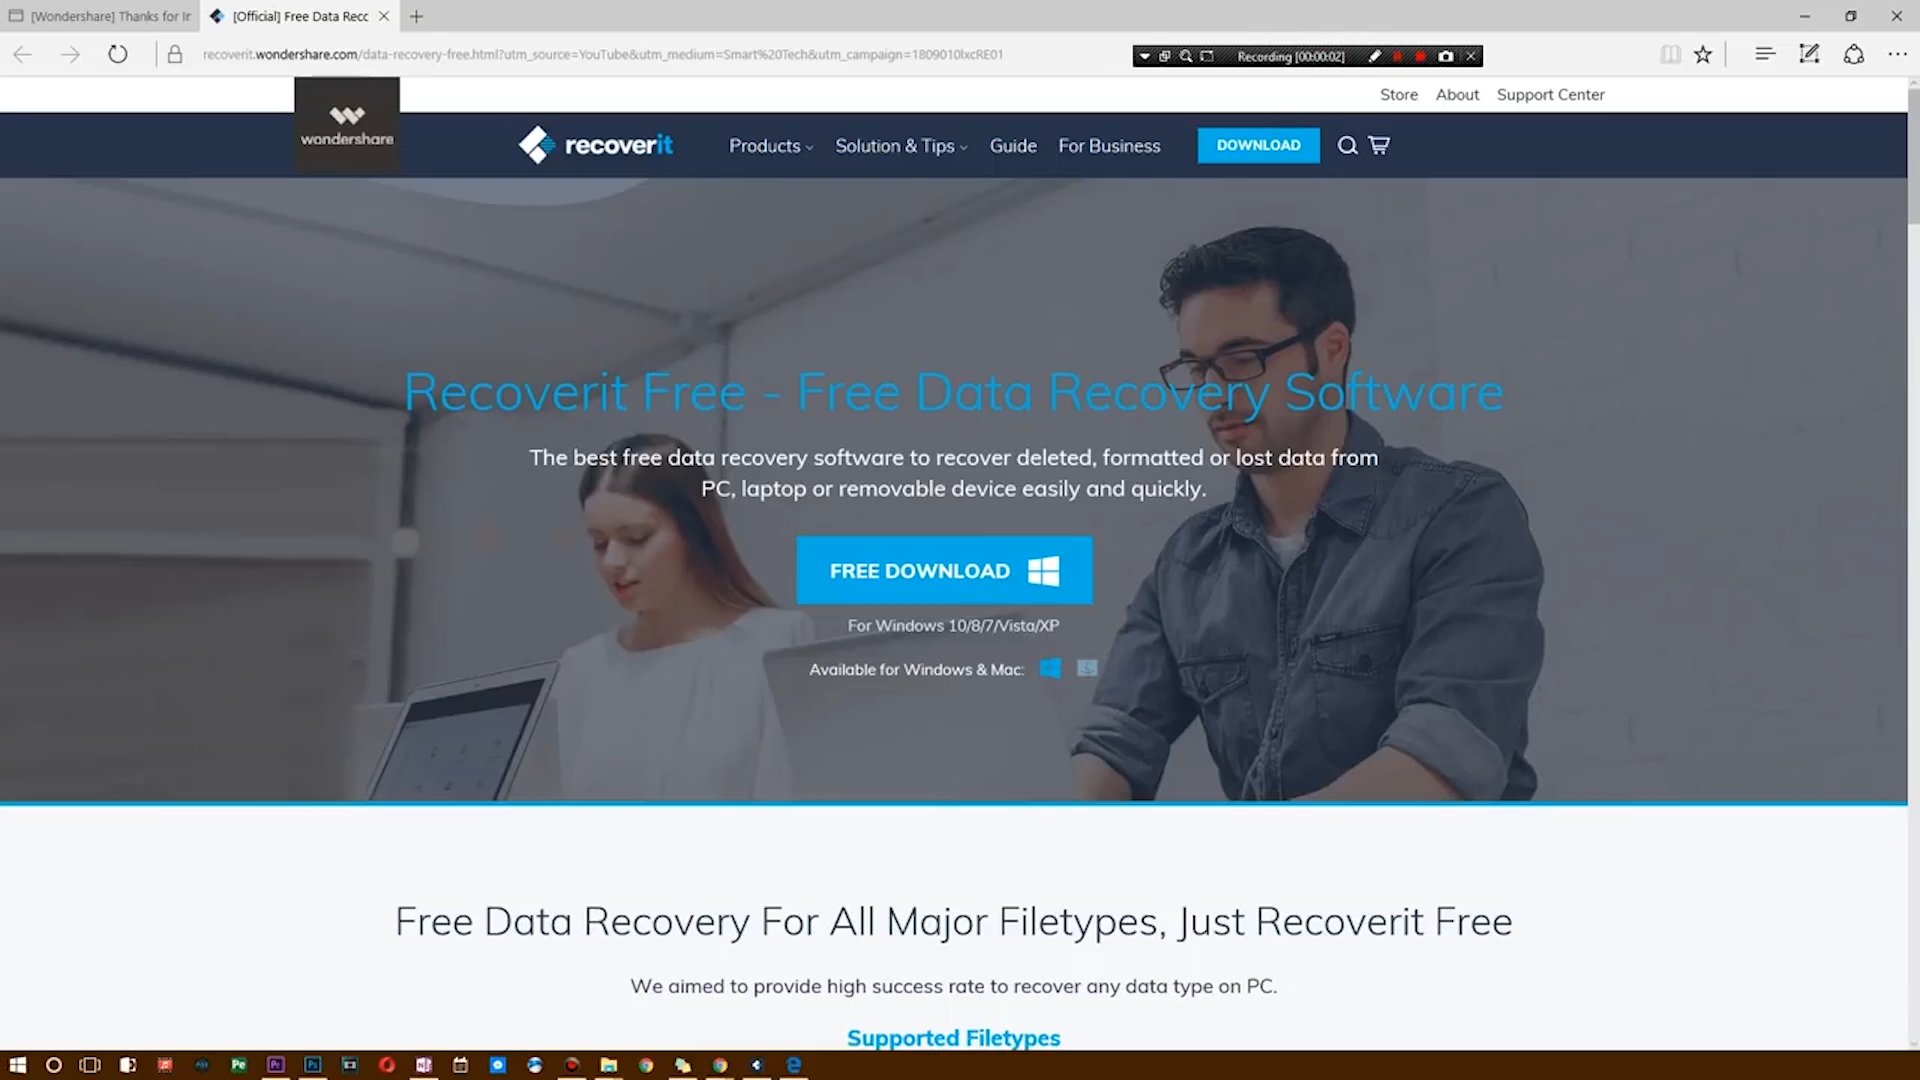 [Wondershare] Thanks for Ir
[Official] Free Data Recc
recoverit.wondershare.com/data-recovery-free.html?utm_source=YouTube&utm_medium=Smart%20Tech&utm_campaign=1809010lxcRE01
Recording [00:00:02]
Store About Support Center
wondershare
recoverit
Products
Solution & Tips
Guide
For Business
DOWNLOAD
Recoverit Free - Free Data Recovery Software
The best free data recovery software to recover deleted, formatted or lost data from
PC, laptop or removable device easily and quickly.
FREE DOWNLOAD
For Windows 10/8/7/Vista/XP
Available for Windows & Mac:
Free Data Recovery For All Major Filetypes, Just Recoverit Free
We aimed to provide high success rate to recover any data type on PC.
Supported Filetypes
Pe
Pr
Ps